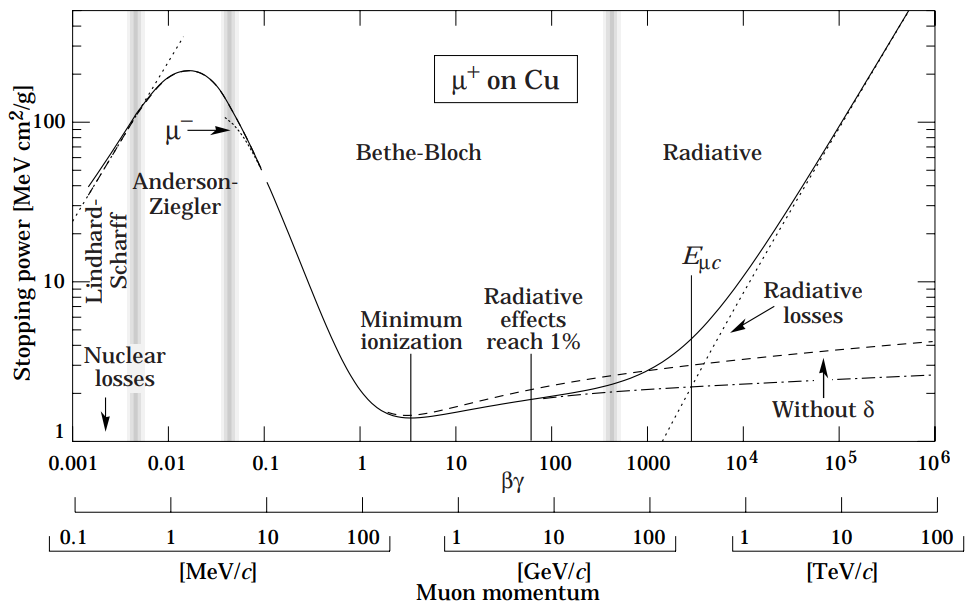 μ⁺ on Cu
Stopping power [MeV cm²/g]
100
10
1
Lindhard-
Scharff
Anderson-
Ziegler
μ⁻
Bethe-Bloch
Radiative
Eμc
Radiative
losses
Minimum
ionization
Radiative
effects
reach 1%
Nuclear
losses
Without δ
0.001
0.01
0.1
1
10
100
1000
10⁴
10⁵
10⁶
βγ
0.1
1
10
100
1
10
100
1
10
100
[MeV/c]
[GeV/c]
[TeV/c]
Muon momentum